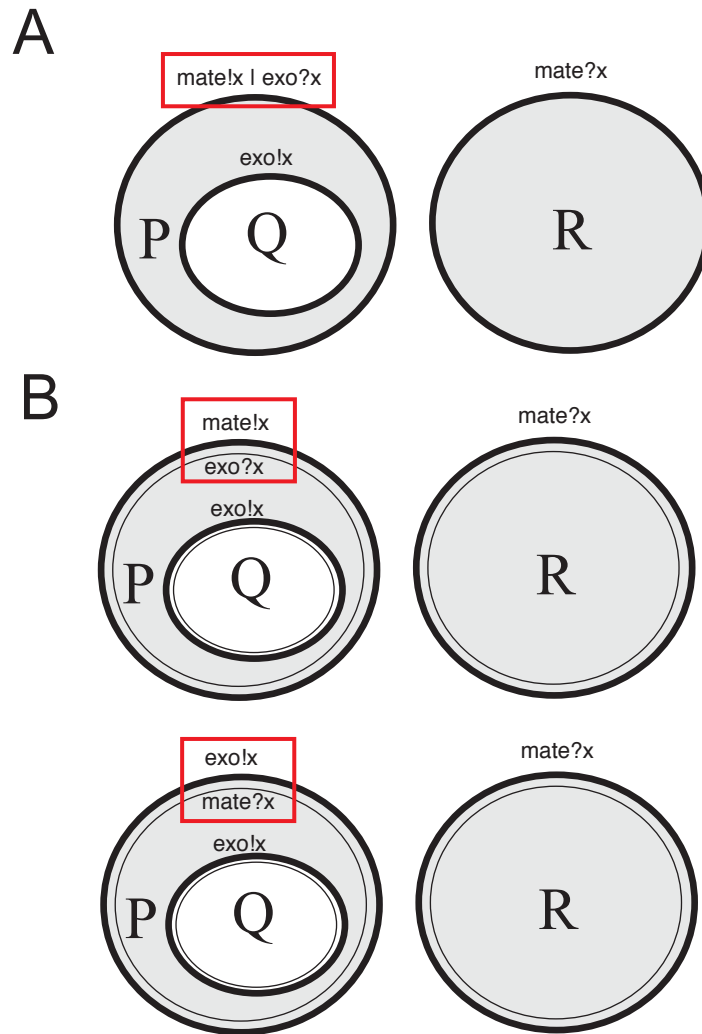 A
mate!x | exo?x
mate?x
exo!x
P
Q
R
B
mate!x
mate?x
exo?x
exo!x
P
Q
R
exo!x
mate?x
mate?x
exo!x
P
Q
R